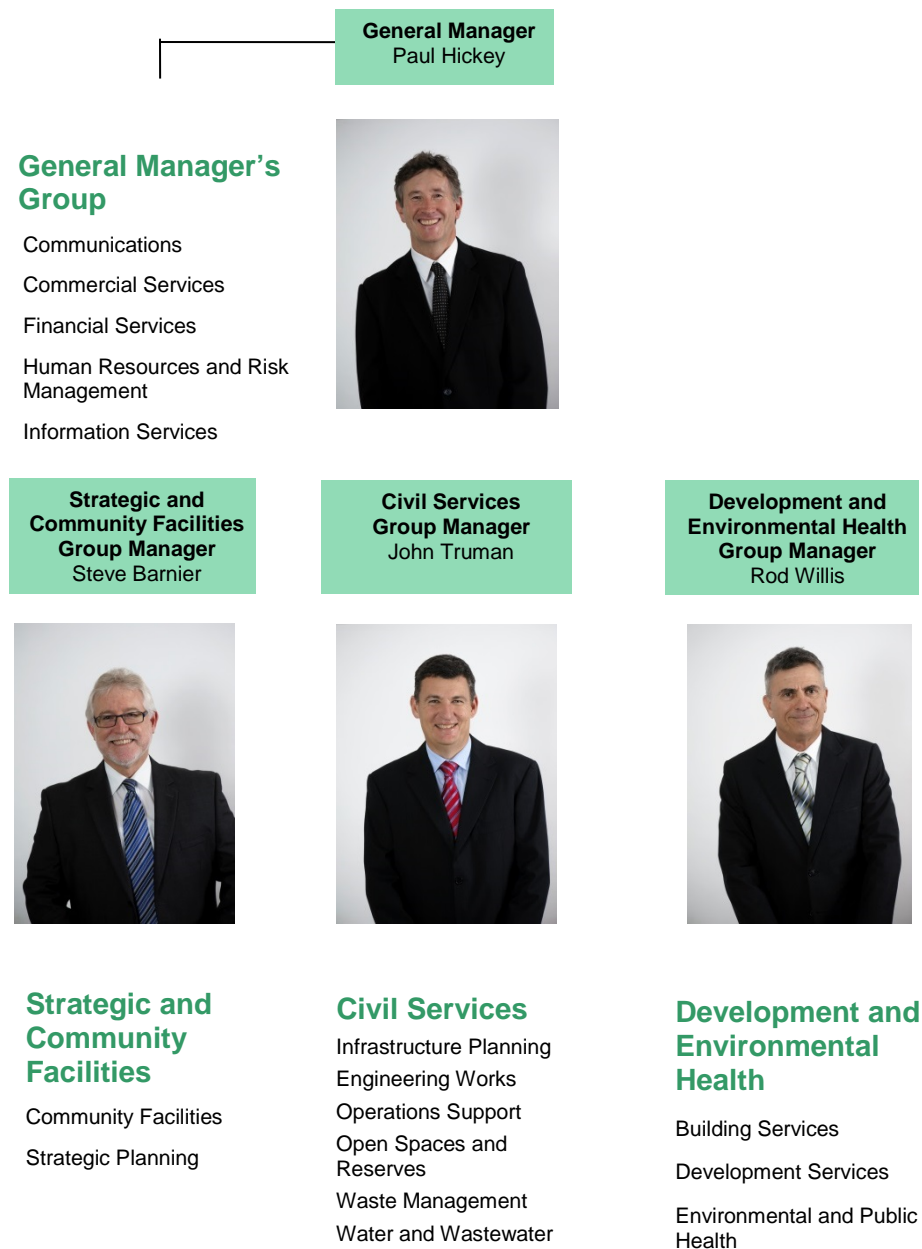 General Manager
Paul Hickey
General Manager’s
Group
Communications
Commercial Services
Financial Services
Human Resources and Risk
Management
Information Services
Strategic and
Community Facilities
Group Manager
Steve Barnier
Civil Services
Group Manager
John Truman
Development and
Environmental Health
Group Manager
Rod Willis
Strategic and
Community
Facilities
Community Facilities
Strategic Planning
Civil Services
Infrastructure Planning
Engineering Works
Operations Support
Open Spaces and
Reserves
Waste Management
Water and Wastewater
Development and
Environmental
Health
Building Services
Development Services
Environmental and Public
Health